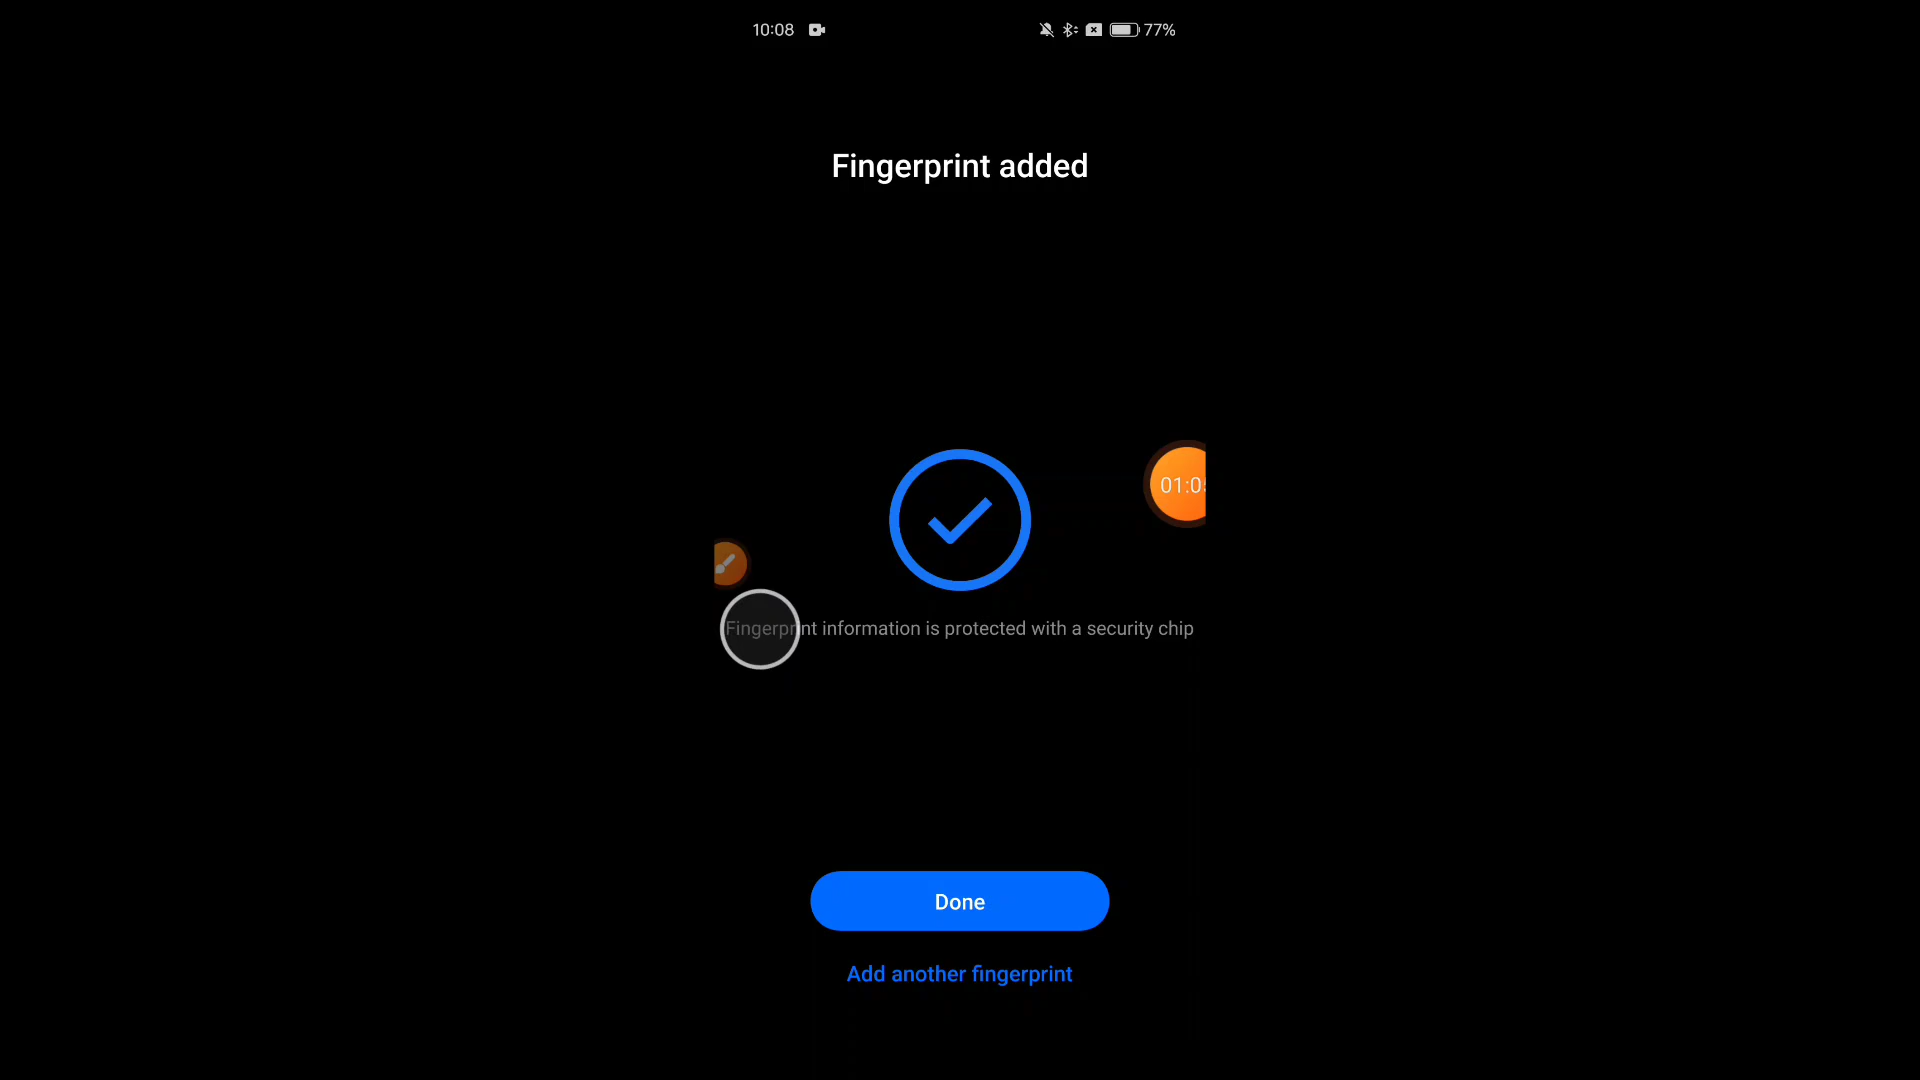 10:08 77%
Fingerprint added
Fingerprint information is protected with a security chip
Done
Add another fingerprint